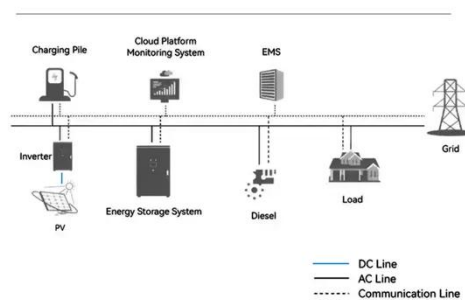 Charging Pile
Cloud Platform
Monitoring System
EMS
Inverter
Grid
PV
Energy Storage System
Diesel
Load
DC Line
AC Line
Communication Line